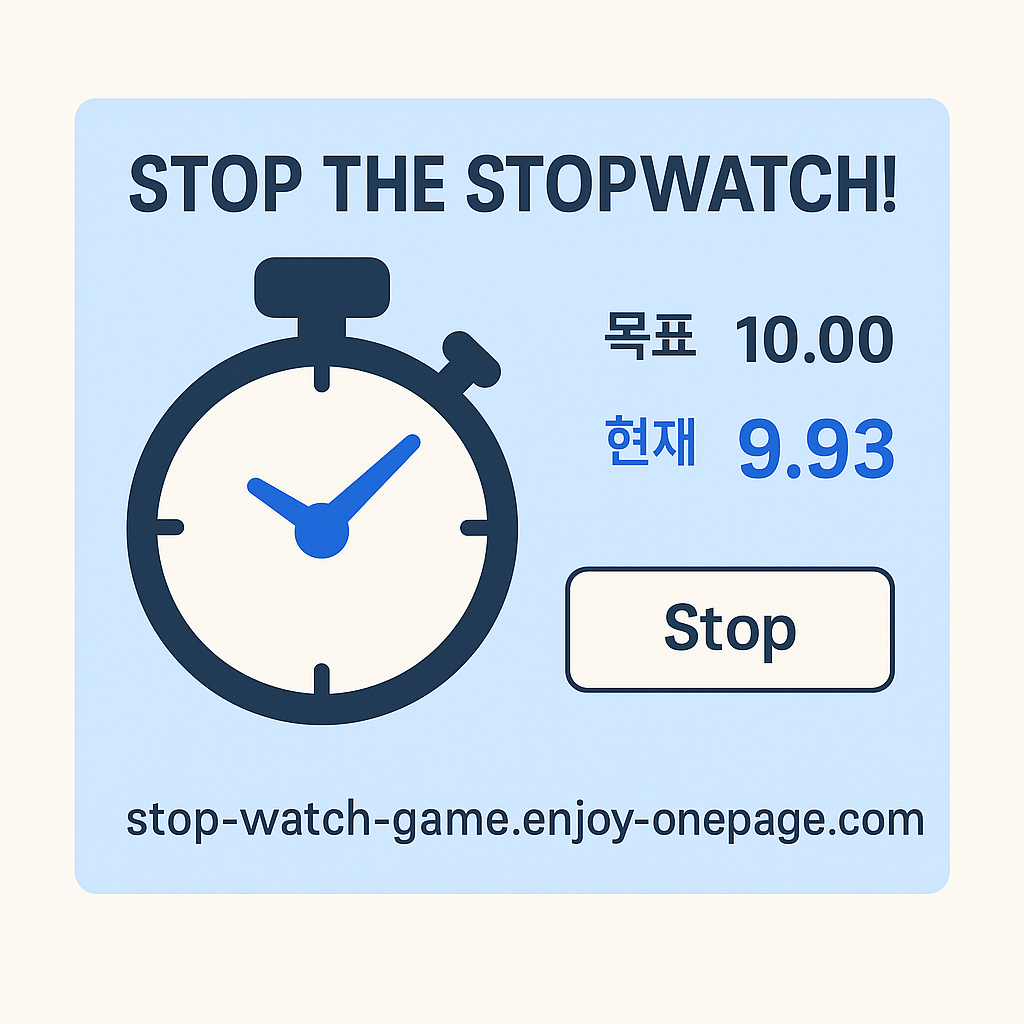 STOP THE STOPWATCH!
목표 10.00
현재 9.93
Stop
stop-watch-game.enjoy-onepage.com